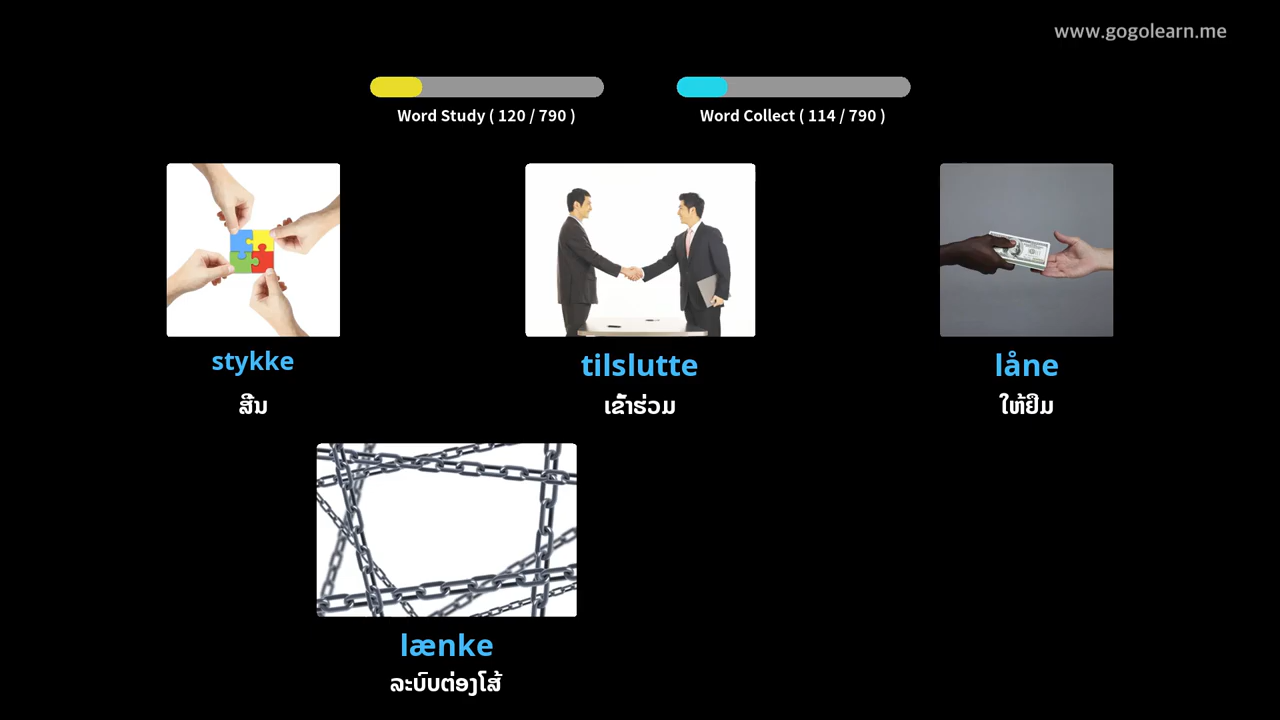 www.gogolearn.me
Word Study ( 120 / 790 )
Word Collect ( 114 / 790 )
stykke
ສີ້ນ
tilslutte
ເຂົ້າຮ່ວມ
låne
ໃຫ້ຢືມ
lænke
ລະບົບຕ່ອງໂສ້